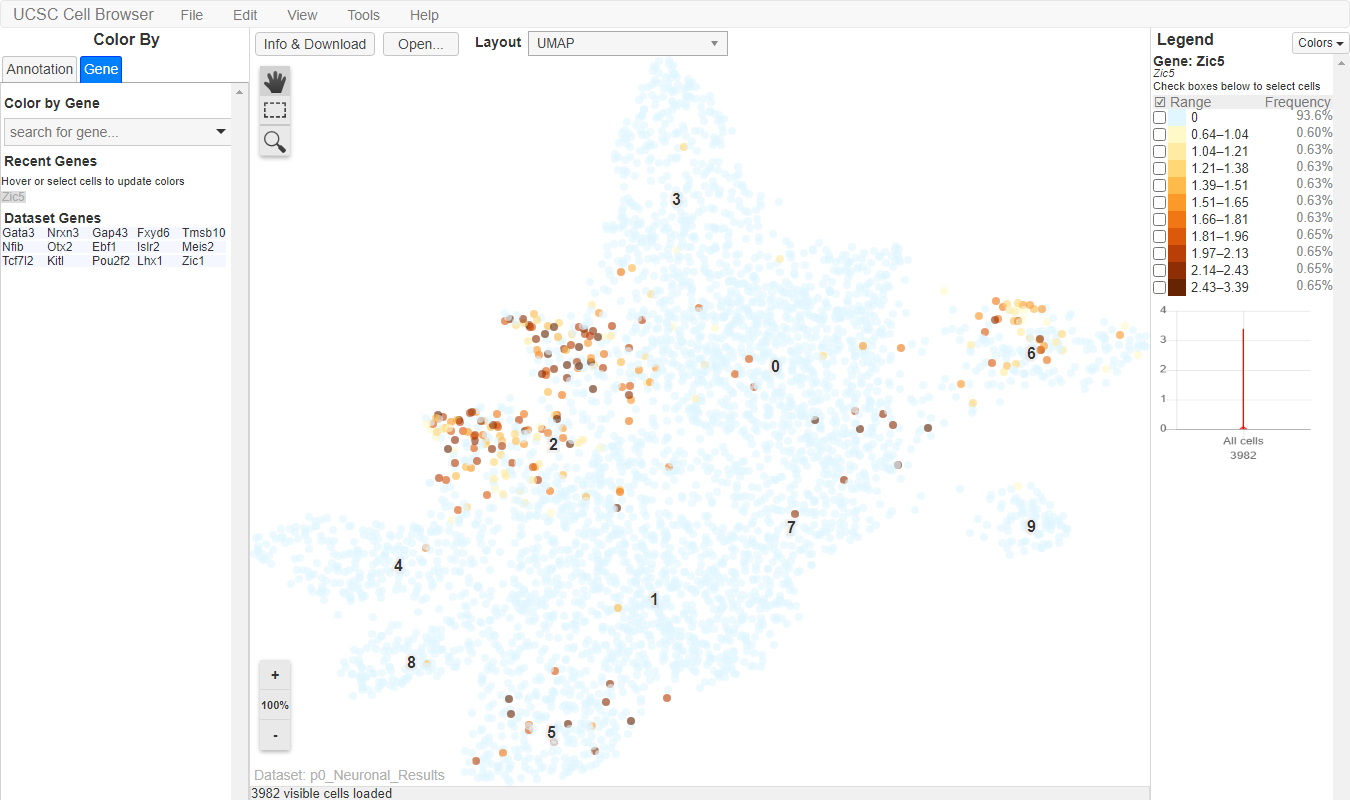 UCSC Cell Browser File Edit View Tools Help
Color By
Annotation Gene
Color by Gene
search for gene...
Recent Genes
Hover or select cells to update colors
Zic5
Dataset Genes
Gata3 Nrxn3 Gap43 Fxyd6 Tmsb10
Nfib Otx2 Ebf1 Islr2 Meis2
Tcf7l2 Kitl Pou2f2 Lhx1 Zic1
Info & Download Open... Layout UMAP
3
0
6
2
7
9
4
1
8
5
+
100%
-
Dataset: p0_Neuronal_Results
3982 visible cells loaded
Legend Colors
Gene: Zic5
Zic5
Check boxes below to select cells
Range Frequency
0 93.6%
0.64–1.04 0.60%
1.04–1.21 0.63%
1.21–1.38 0.63%
1.39–1.51 0.63%
1.51–1.65 0.63%
1.66–1.81 0.63%
1.81–1.96 0.65%
1.97–2.13 0.65%
2.14–2.43 0.65%
2.43–3.39 0.65%
4
3
2
1
0
All cells
3982